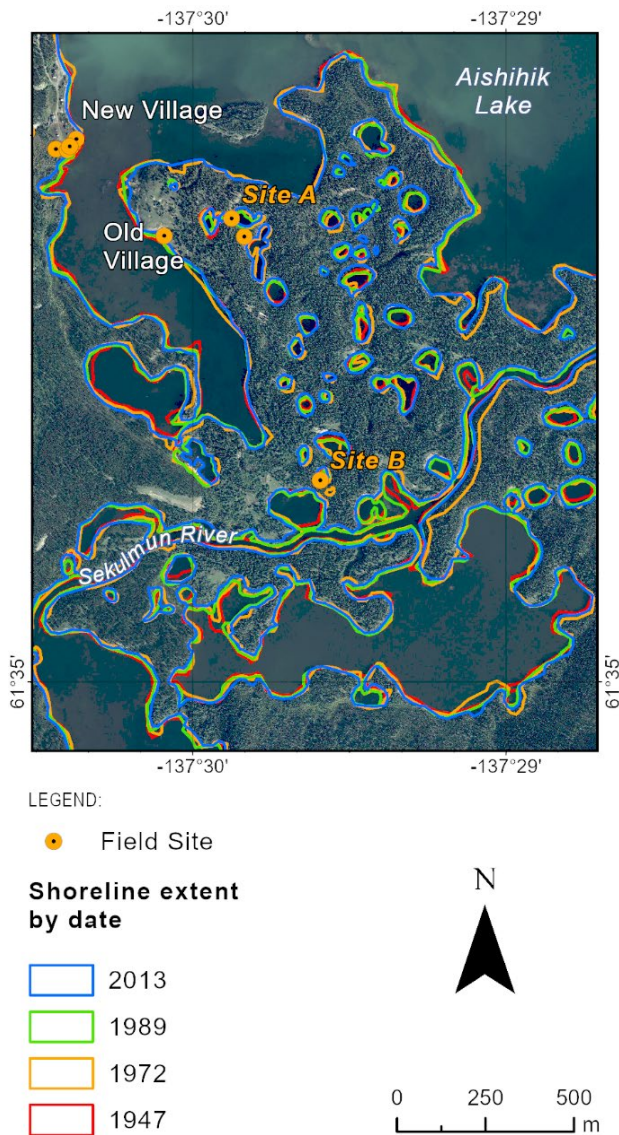 -137°30'
-137°29'
Aishihik
Lake
New Village
Site A
Old
Village
Site B
Sekulmun River
61°35'
61°35'
-137°30'
-137°29'
LEGEND:
Field Site
Shoreline extent
by date
2013
1989
1972
1947
N
0 250 500
m